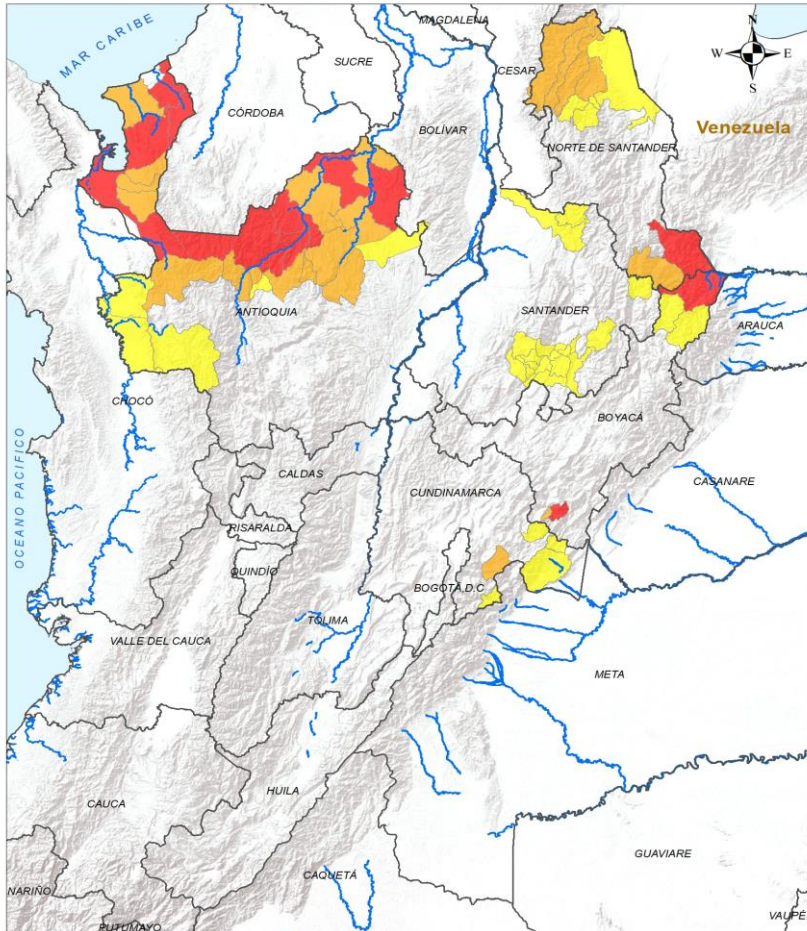 MAGDALENA
N
MAR CARIBE
SUCRE
W
E
CESAR
S
CÓRDOBA
BOLÍVAR
Venezuela
NORTE DE SANTANDER
ANTIOQUIA
SANTANDER
ARAUCA
CHOCÓ
BOYACÁ
OCEANO PACIFICO
CALDAS
CUNDINAMARCA
CASANARE
RISARALDA
QUINDÍO
BOGOTÁ, D.C
TOLIMA
VALLE DEL CAUCA
META
HUILA
CAUCA
GUAVIARE
CAQUETÁ
NARIÑO
PUTUMAYO
VAUPÉ